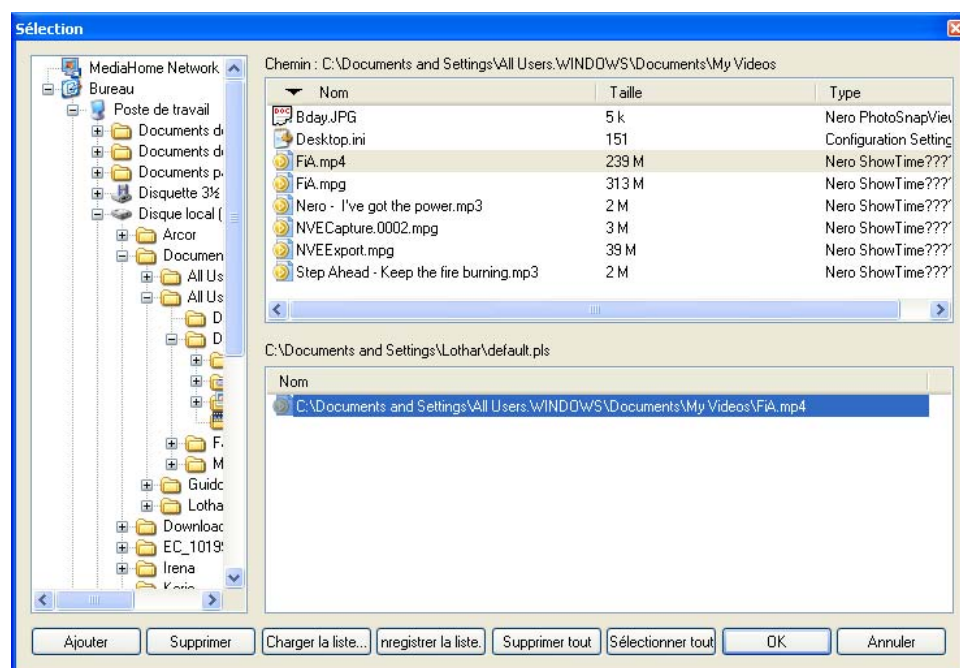 Sélection
MediaHome Network
Bureau
Poste de travail
Documents d
Documents d
Documents p
Disquette 3½
Disque local (
Arcor
Documen
All Us
All Us
D
D
F
M
Guido
Lotha
Download
EC_1019
Irena
Chemin : C:\Documents and Settings\All Users.WINDOWS\Documents\My Videos
Nom Taille Type
Bday.JPG 5 k Nero PhotoSnapView
Desktop.ini 151 Configuration Setting
FiA.mp4 239 M Nero ShowTime????
FiA.mpg 313 M Nero ShowTime????
Nero - I've got the power.mp3 2 M Nero ShowTime????
NVECapture.0002.mpg 3 M Nero ShowTime????
NVEExport.mpg 39 M Nero ShowTime????
Step Ahead - Keep the fire burning.mp3 2 M Nero ShowTime????
C:\Documents and Settings\Lothar\default.pls
Nom
C:\Documents and Settings\All Users.WINDOWS\Documents\My Videos\FiA.mp4
Ajouter Supprimer Charger la liste... nregistrer la liste. Supprimer tout Sélectionner tout OK Annuler